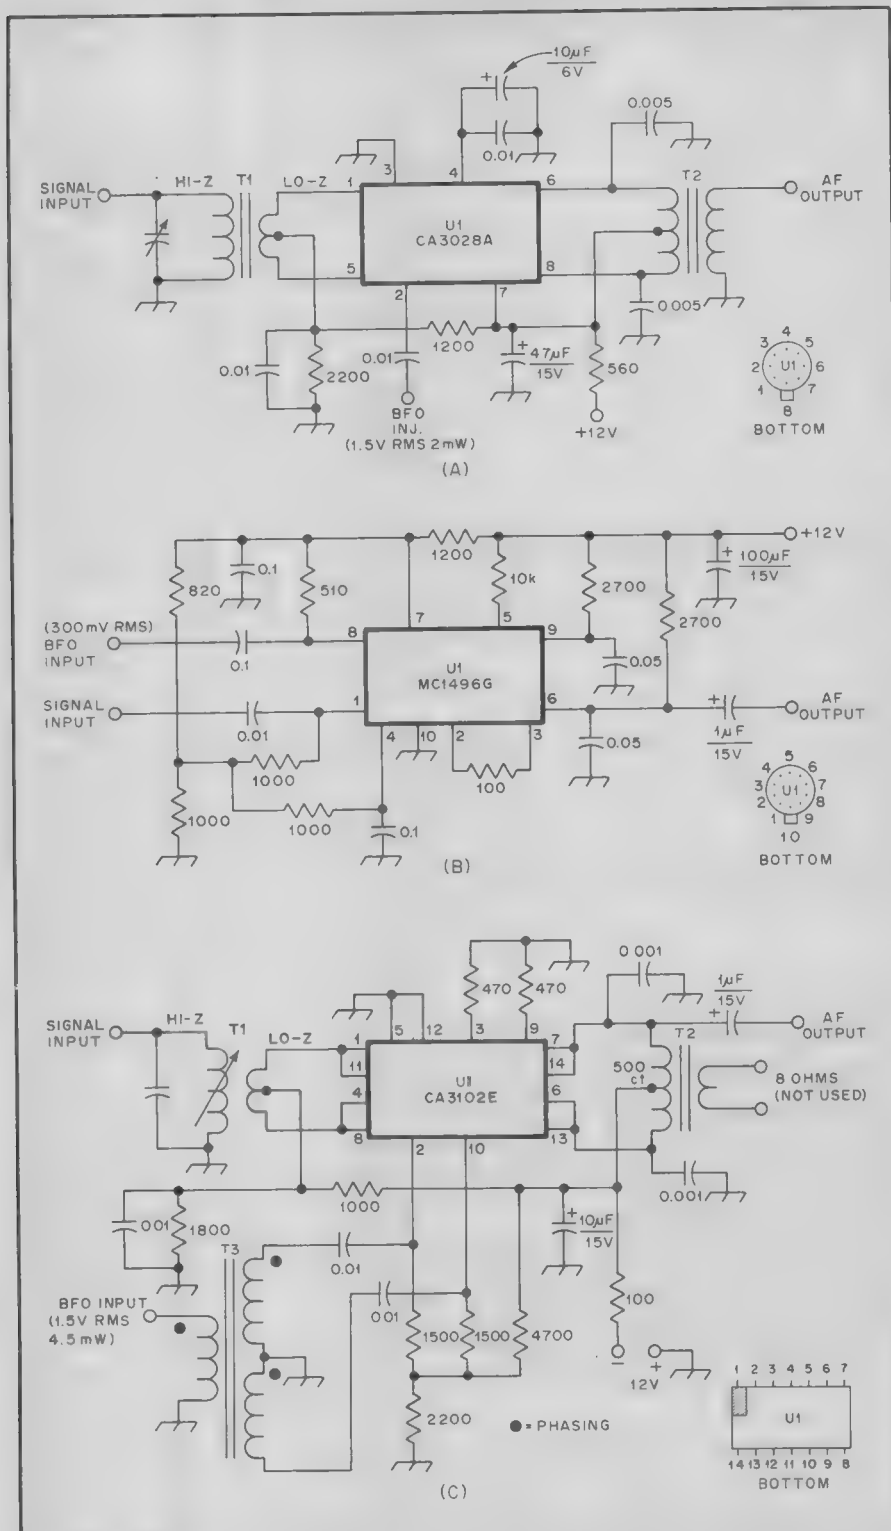 10µF
6V
+
0.01
0.005
SIGNAL
INPUT
HI-Z
T1
LO-Z
1
3
4
6
T2
AF
OUTPUT
U1
CA3028A
5
2
7
8
0.005
0.01
2200
0.01
1200
+
47µF
15V
560
BFO
INJ.
(1.5V RMS 2mW)
+12V
3 4 5
2 U1 6
1 7
8
BOTTOM
(A)
820
0.1
510
1200
10k
2700
+
100µF
15V
+12V
2700
(300mV RMS)
BFO
INPUT
0.1
8
7
5
9
U1
MC1496G
0.05
SIGNAL
INPUT
0.01
1
4
10
2
3
6
0.05
+
1µF
15V
AF
OUTPUT
1000
1000
1000
0.1
100
4 5 6
3 U1 7
2 8
1 9
10
BOTTOM
(B)
470
470
0.001
1µF
15V
+
SIGNAL
INPUT
HI-Z
T1
LO-Z
1
5
12
3
9
7
AF
OUTPUT
11
14
4
6
8
13
2
10
U1
CA3102E
500
ct
T2
8 OHMS
(NOT USED)
0.001
1000
001
1800
T3
0.01
001
+
10µF
15V
100
BFO INPUT
(1.5V RMS
4.5mW)
1500
1500
4700
2200
–
+
12V
● = PHASING
1 2 3 4 5 6 7
U1
14 13 12 11 10 9 8
BOTTOM
(C)